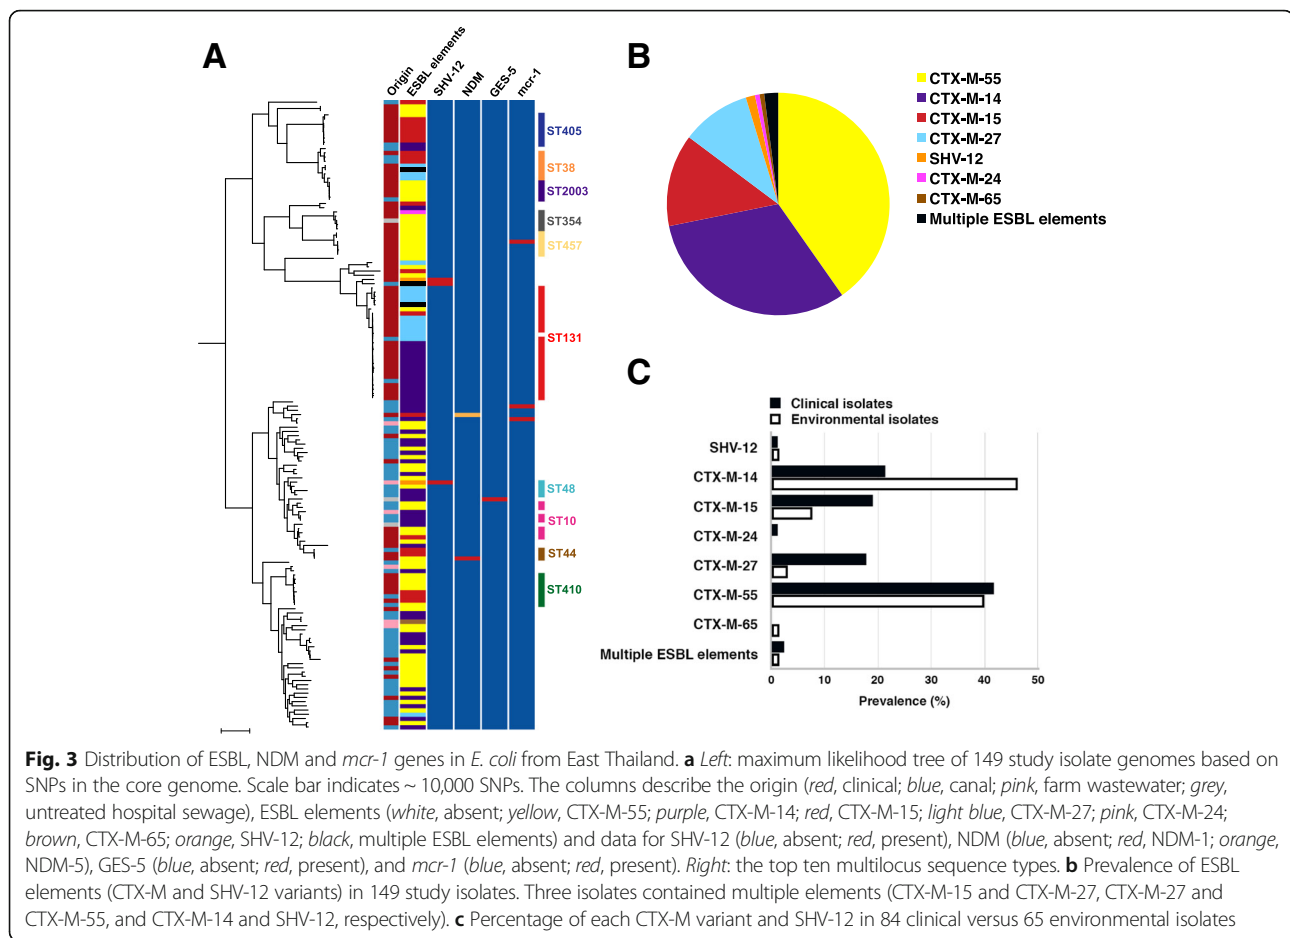 A
Origin
ESBL elements
SHV-12
NDM
GES-5
mcr-1
ST405
ST38
ST2003
ST354
ST457
ST131
ST48
ST10
ST44
ST410
B
CTX-M-55
CTX-M-14
CTX-M-15
CTX-M-27
SHV-12
CTX-M-24
CTX-M-65
Multiple ESBL elements
C
Clinical isolates
Environmental isolates
SHV-12
CTX-M-14
CTX-M-15
CTX-M-24
CTX-M-27
CTX-M-55
CTX-M-65
Multiple ESBL elements
0 10 20 30 40 50
Prevalence (%)
Fig. 3 Distribution of ESBL, NDM and mcr-1 genes in E. coli from East Thailand. a Left: maximum likelihood tree of 149 study isolate genomes based on
SNPs in the core genome. Scale bar indicates ~ 10,000 SNPs. The columns describe the origin (red, clinical; blue, canal; pink, farm wastewater; grey,
untreated hospital sewage), ESBL elements (white, absent; yellow, CTX-M-55; purple, CTX-M-14; red, CTX-M-15; light blue, CTX-M-27; pink, CTX-M-24;
brown, CTX-M-65; orange, SHV-12; black, multiple ESBL elements) and data for SHV-12 (blue, absent; red, present), NDM (blue, absent; red, NDM-1; orange,
NDM-5), GES-5 (blue, absent; red, present), and mcr-1 (blue, absent; red, present). Right: the top ten multilocus sequence types. b Prevalence of ESBL
elements (CTX-M and SHV-12 variants) in 149 study isolates. Three isolates contained multiple elements (CTX-M-15 and CTX-M-27, CTX-M-27 and
CTX-M-55, and CTX-M-14 and SHV-12, respectively). c Percentage of each CTX-M variant and SHV-12 in 84 clinical versus 65 environmental isolates